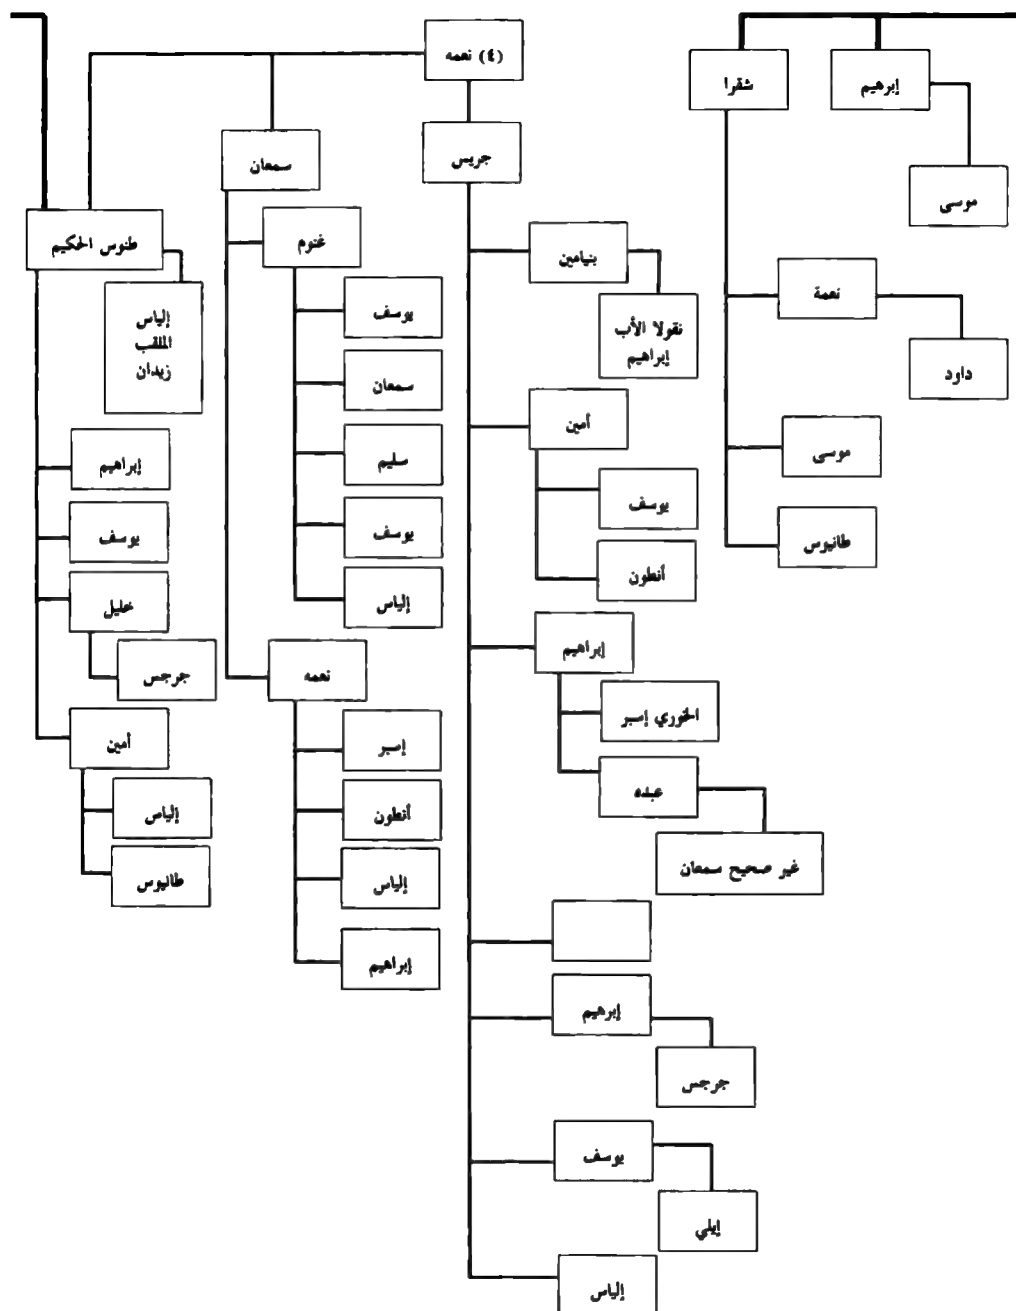 شقرا
إبرهيم
موسى
نعمة
داود
موسى
طانيوس
(٤) نعمه
جريس
بنيامين
نقولا الأب
إبراهيم
أمين
يوسف
أنطون
إبراهيم
الخوري إسبر
عبده
غير صحيح سمعان
إبرهيم
جرجس
يوسف
إيلي
إلياس
سمعان
غنوم
يوسف
سمعان
سليم
يوسف
إلياس
نعمه
إسبر
أنطون
إلياس
إبراهيم
طنوس الحكيم
إلياس
الملقب
زيدان
إبراهيم
يوسف
خليل
جرجس
أمين
إلياس
طانيوس